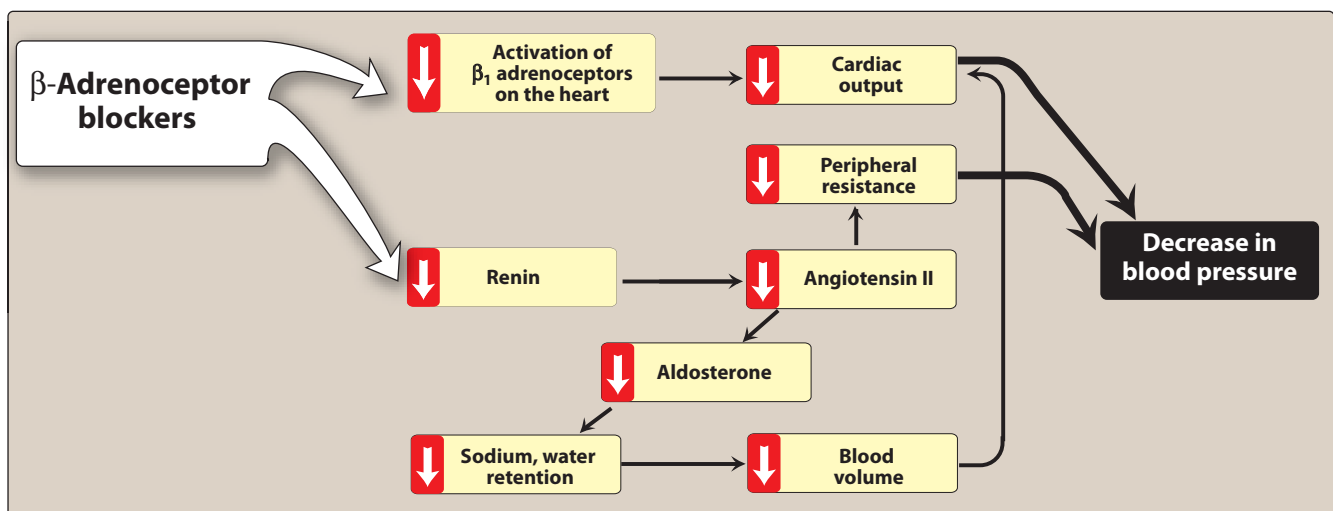 β-Adrenoceptor
blockers
Activation of
β₁ adrenoceptors
on the heart
Cardiac
output
Peripheral
resistance
Decrease in
blood pressure
Renin
Angiotensin II
Aldosterone
Sodium, water
retention
Blood
volume